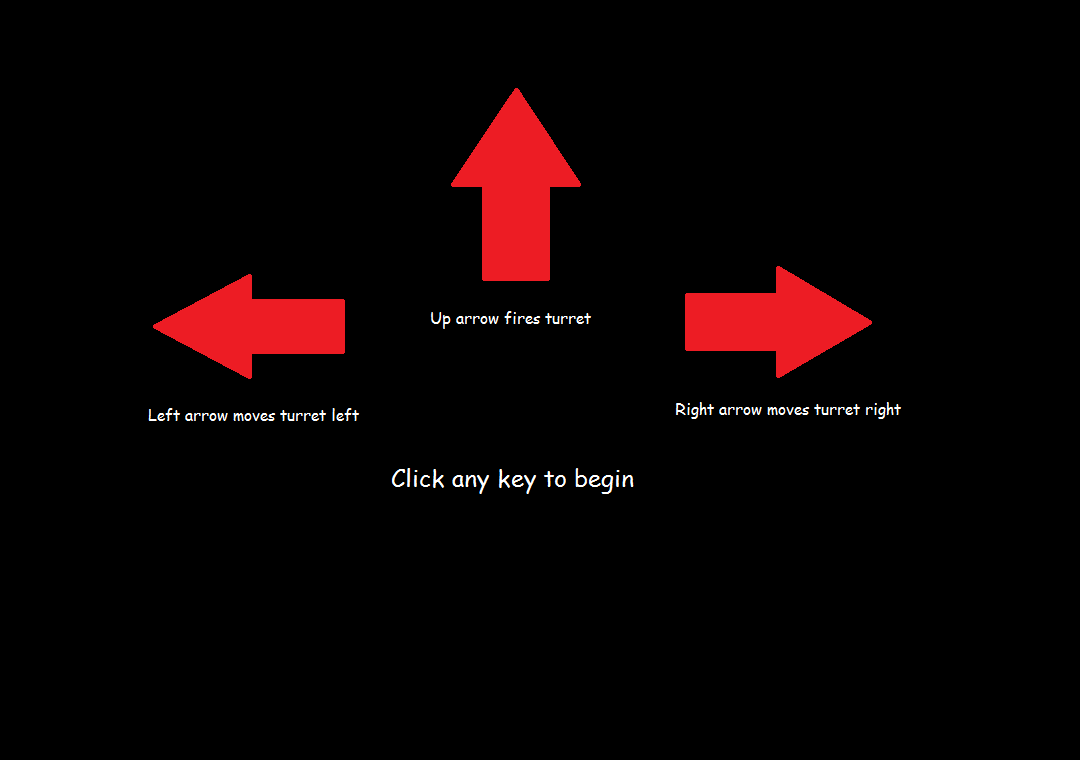 Up arrow fires turret
Left arrow moves turret left
Right arrow moves turret right
Click any key to begin